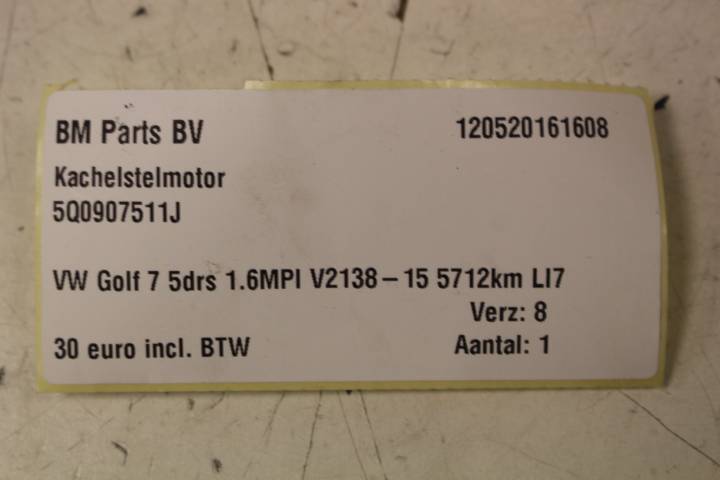 BM Parts BV 120520161608
Kachelstelmotor
5Q0907511J
VW Golf 7 5drs 1.6MPI V2138-15 5712km LI7
Verz: 8
30 euro incl. BTW Aantal: 1